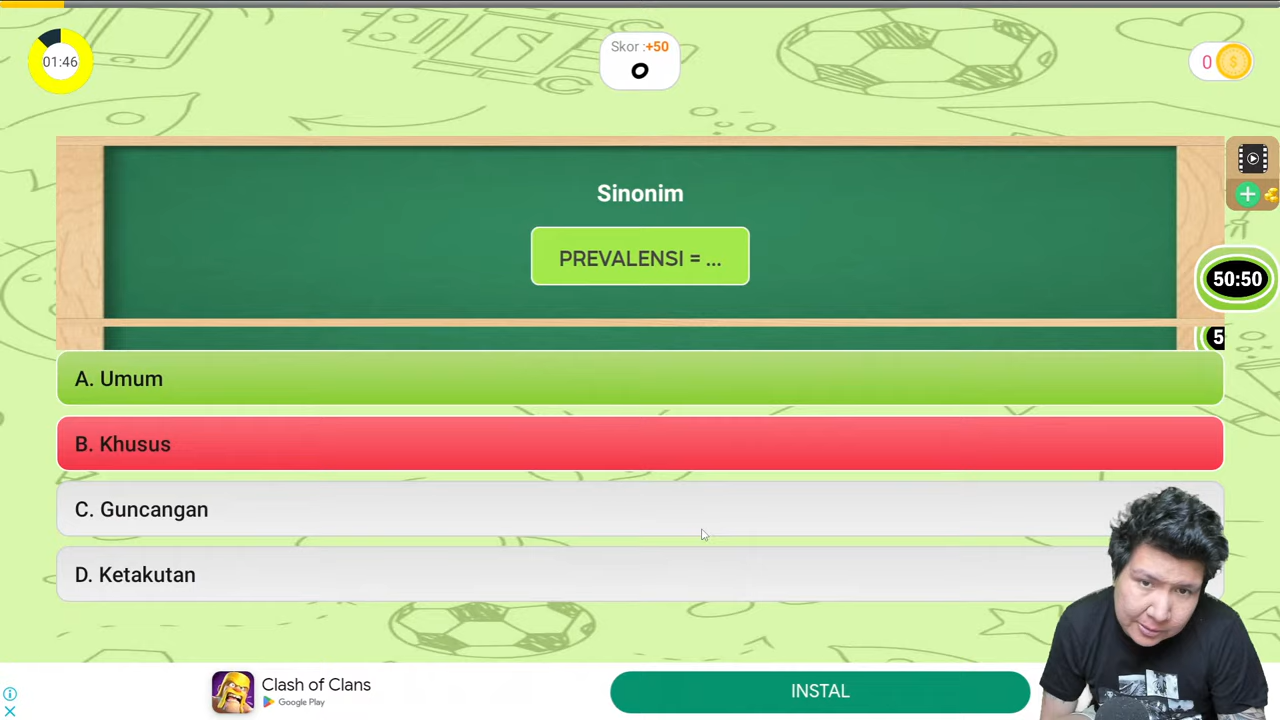 01:46
Skor :+50
0
0
Sinonim
PREVALENSI = ...
50:50
5
A. Umum
B. Khusus
C. Guncangan
D. Ketakutan
Clash of Clans
Google Play
INSTAL